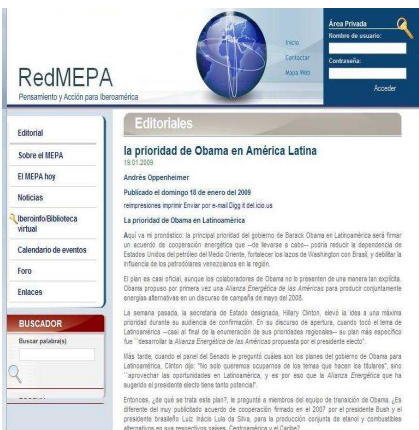 RedMEPA
Pensamiento y Acción para Iberoamérica
Inicio
Contactar
Mapa Web
Área Privada
Nombre de usuario:
Contraseña:
Acceder
Editorial
Sobre el MEPA
El MEPA hoy
Noticias
Iberoinfo/Biblioteca
virtual
Calendario de eventos
Foro
Enlaces
BUSCADOR
Buscar palabra(s)
Editoriales
la prioridad de Obama en América Latina
19.01.2009
Andrés Oppenheimer
Publicado el domingo 18 de enero del 2009
reimpresiones imprimir Enviar por e-mail Digg it del.icio.us
La prioridad de Obama en Latinoamérica
Aquí va mi pronóstico: la principal prioridad del gobierno de Barack Obama en Latinoamérica será firmar
un acuerdo de cooperación energética que --de llevarse a cabo-- podría reducir la dependencia de
Estados Unidos del petróleo del Medio Oriente, fortalecer los lazos de Washington con Brasil, y debilitar la
influencia de los petrodólares venezolanos en la región.
El plan es casi oficial, aunque los colaboradores de Obama no lo presenten de una manera tan explícita.
Obama propuso por primera vez una Alianza Energética de las Américas para producir conjuntamente
energías alternativas en un discurso de campaña de mayo del 2008.
La semana pasada, la secretaria de Estado designada, Hillary Clinton, elevó la idea a una máxima
prioridad durante su audiencia de confirmación. En su discurso de apertura, cuando tocó el tema de
Latinoamérica --casi al final de la enumeración de sus prioridades regionales-- su plan más específico
fue ``desarrollar la Alianza Energética de las Américas propuesta por el presidente electo''.
Más tarde, cuando el panel del Senado le preguntó cuáles son los planes del gobierno de Obama para
Latinoamérica, Clinton dijo: ''No solo queremos ocuparnos de los temas que hacen los titulares'', sino
``aprovechar las oportunidades en Latinoamérica, y es por eso que la Alianza Energética que ha
sugerido el presidente electo tiene tanto potencial''.
Entonces, ¿de qué se trata este plan?, le pregunté a miembros del equipo de transición de Obama. ¿Es
diferente del muy publicitado acuerdo de cooperación firmado en el 2007 por el presidente Bush y el
presidente brasileño Luiz Inácio Lula da Silva, para la producción conjunta de etanol y combustibles
alternativos en sus respectivos países, Centroamérica y el Caribe?